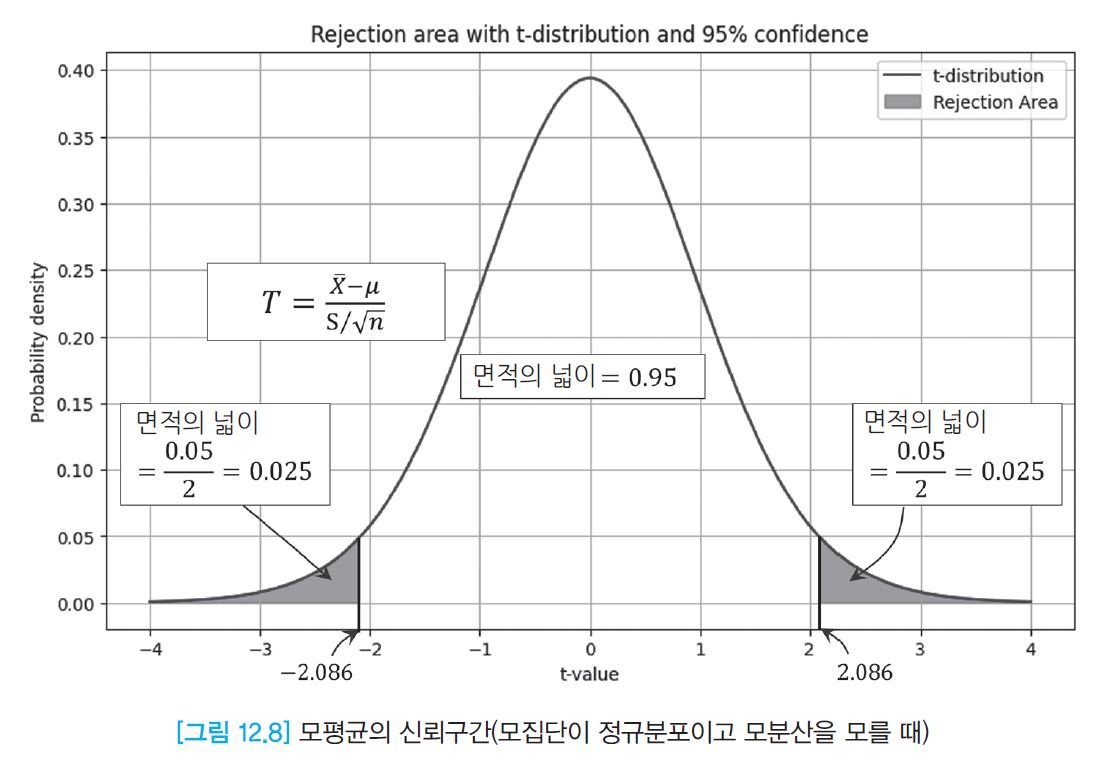 Rejection area with t-distribution and 95% confidence
0.40
0.35
0.30
0.25
0.20
0.15
0.10
0.05
0.00
Probability density
t-distribution
Rejection Area
T = (X̄−μ)/(S/√n)
면적의 넓이 = 0.95
면적의 넓이
= 0.05/2 = 0.025
면적의 넓이
= 0.05/2 = 0.025
−4 −3 −2 −1 0 1 2 3 4
−2.086 t-value 2.086
[그림 12.8] 모평균의 신뢰구간(모집단이 정규분포이고 모분산을 모를 때)